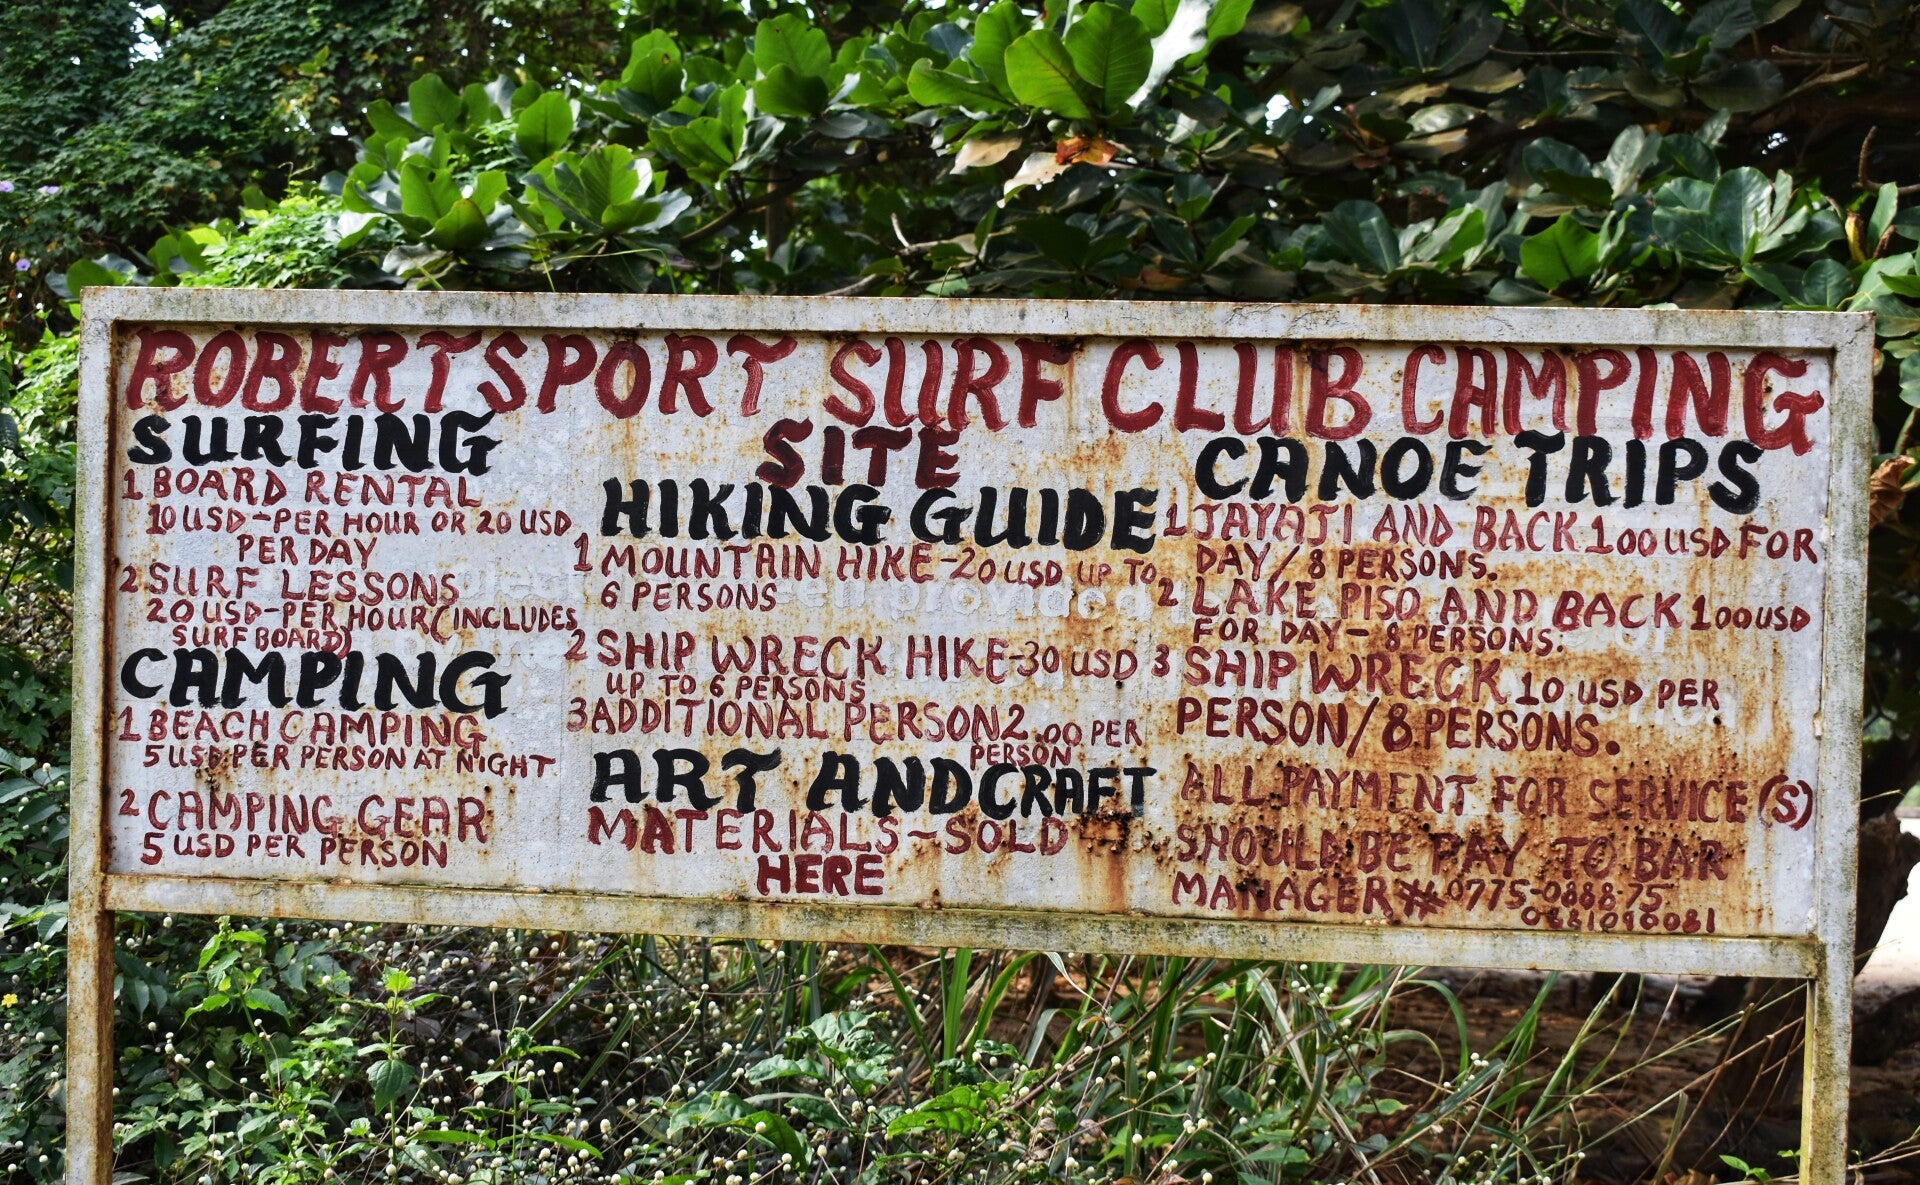 ROBERTSPORT SURF CLUB CAMPING
SITE
SURFING
1 BOARD RENTAL
10 USD-PER HOUR OR 20 USD
PER DAY
2 SURF LESSONS
20 USD-PER HOUR (INCLUDES
SURF BOARD)
CAMPING
1 BEACH CAMPING
5 USD PER PERSON AT NIGHT
2 CAMPING GEAR
5 USD PER PERSON
HIKING GUIDE
1 MOUNTAIN HIKE-20 USD UP TO
6 PERSONS
2 SHIP WRECK HIKE-30 USD
UP TO 6 PERSONS
3 ADDITIONAL PERSON 2.00 PER
PERSON
ART AND CRAFT
MATERIALS-SOLD
HERE
CANOE TRIPS
1 JAYAJI AND BACK 100 USD FOR
DAY/8 PERSONS.
2 LAKE PISO AND BACK 100 USD
FOR DAY-8 PERSONS.
3 SHIP WRECK 10 USD PER
PERSON/8 PERSONS.
ALL PAYMENT FOR SERVICE(S)
SHOULD BE PAY TO BAR
MANAGER # 0775-0888-75